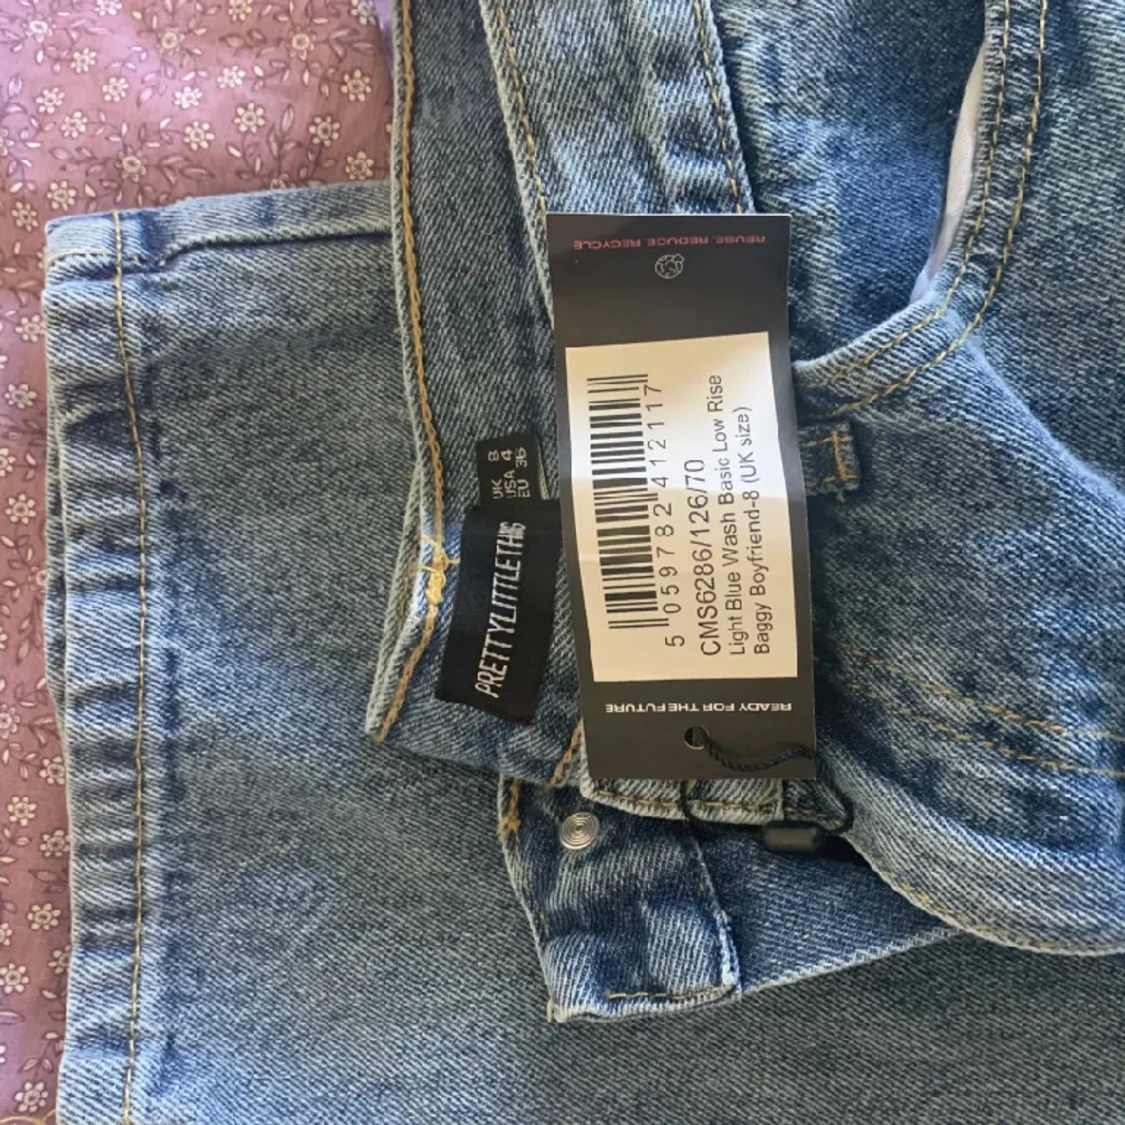 REUSE. REDUCE. RECYCLE
5 059782 412117
CMS6286/126/70
Light Blue Wash Basic Low Rise
Baggy Boyfriend-8 (UK size)
READY FOR THE FUTURE
UK 8
USA 4
EU 36
PRETTYLITTLETHING